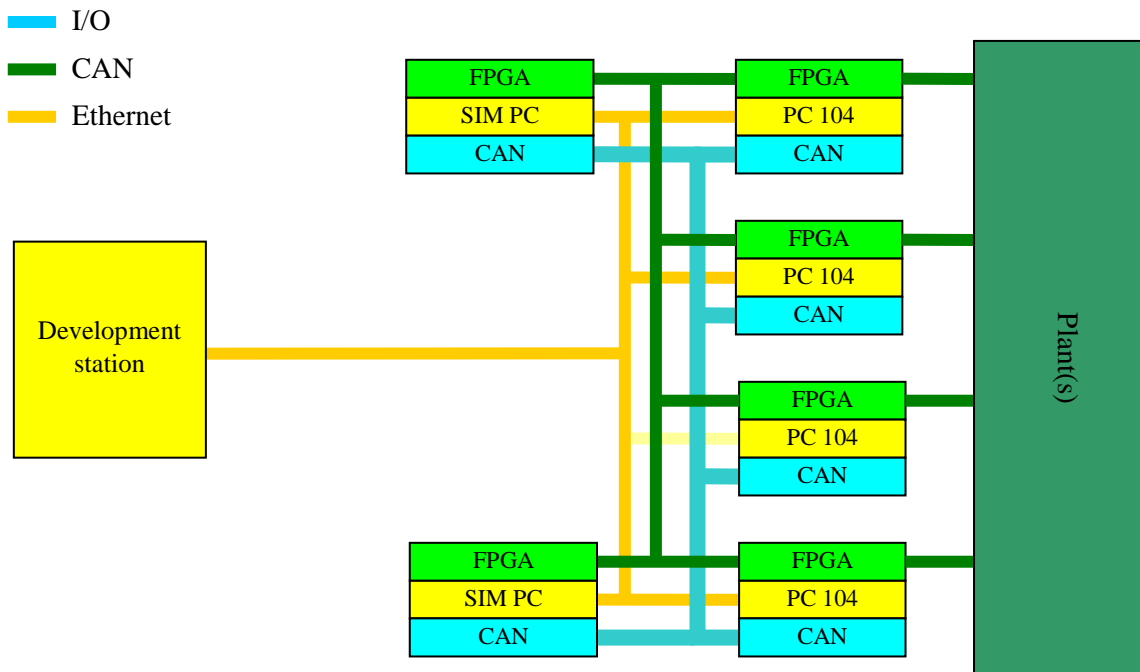 I/O
CAN
Ethernet
FPGA
SIM PC
CAN
FPGA
PC 104
CAN
FPGA
PC 104
CAN
Development
station
Plant(s)
FPGA
PC 104
CAN
FPGA
SIM PC
CAN
FPGA
PC 104
CAN